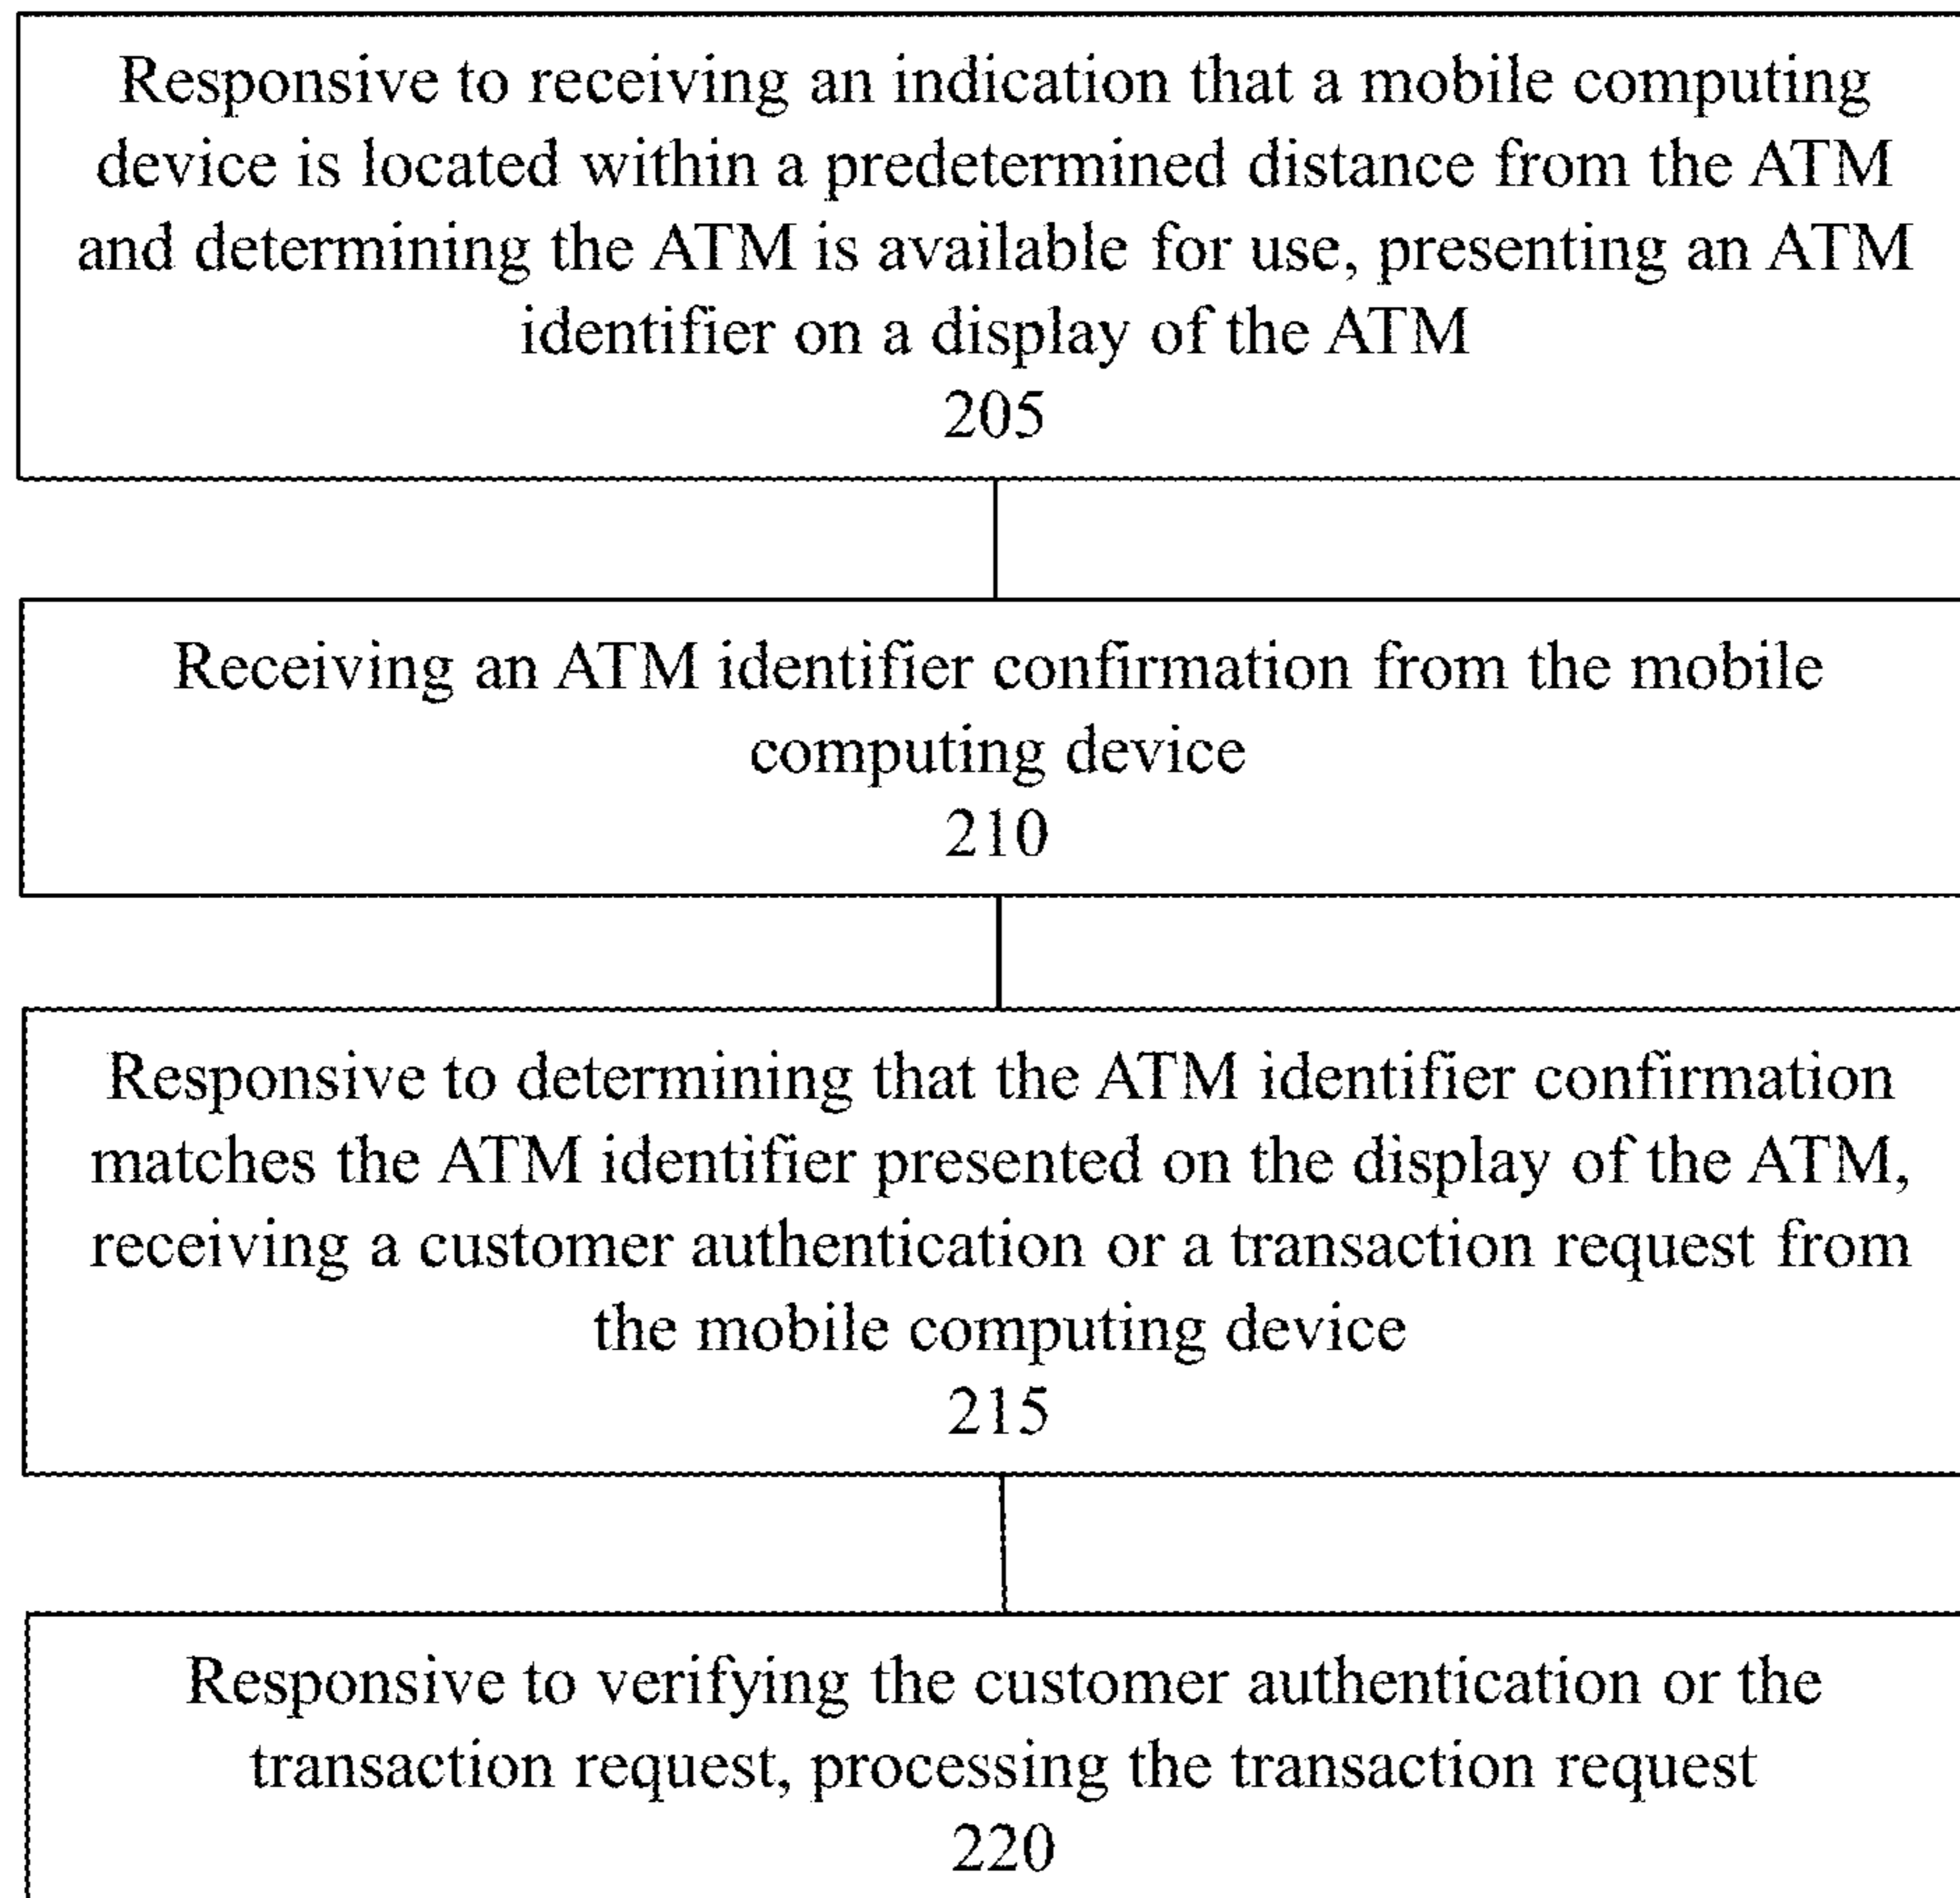 Responsive to receiving an indication that a mobile computing
device is located within a predetermined distance from the ATM
and determining the ATM is available for use, presenting an ATM
identifier on a display of the ATM
205
Receiving an ATM identifier confirmation from the mobile
computing device
210
Responsive to determining that the ATM identifier confirmation
matches the ATM identifier presented on the display of the ATM,
receiving a customer authentication or a transaction request from
the mobile computing device
215
Responsive to verifying the customer authentication or the
transaction request, processing the transaction request
220